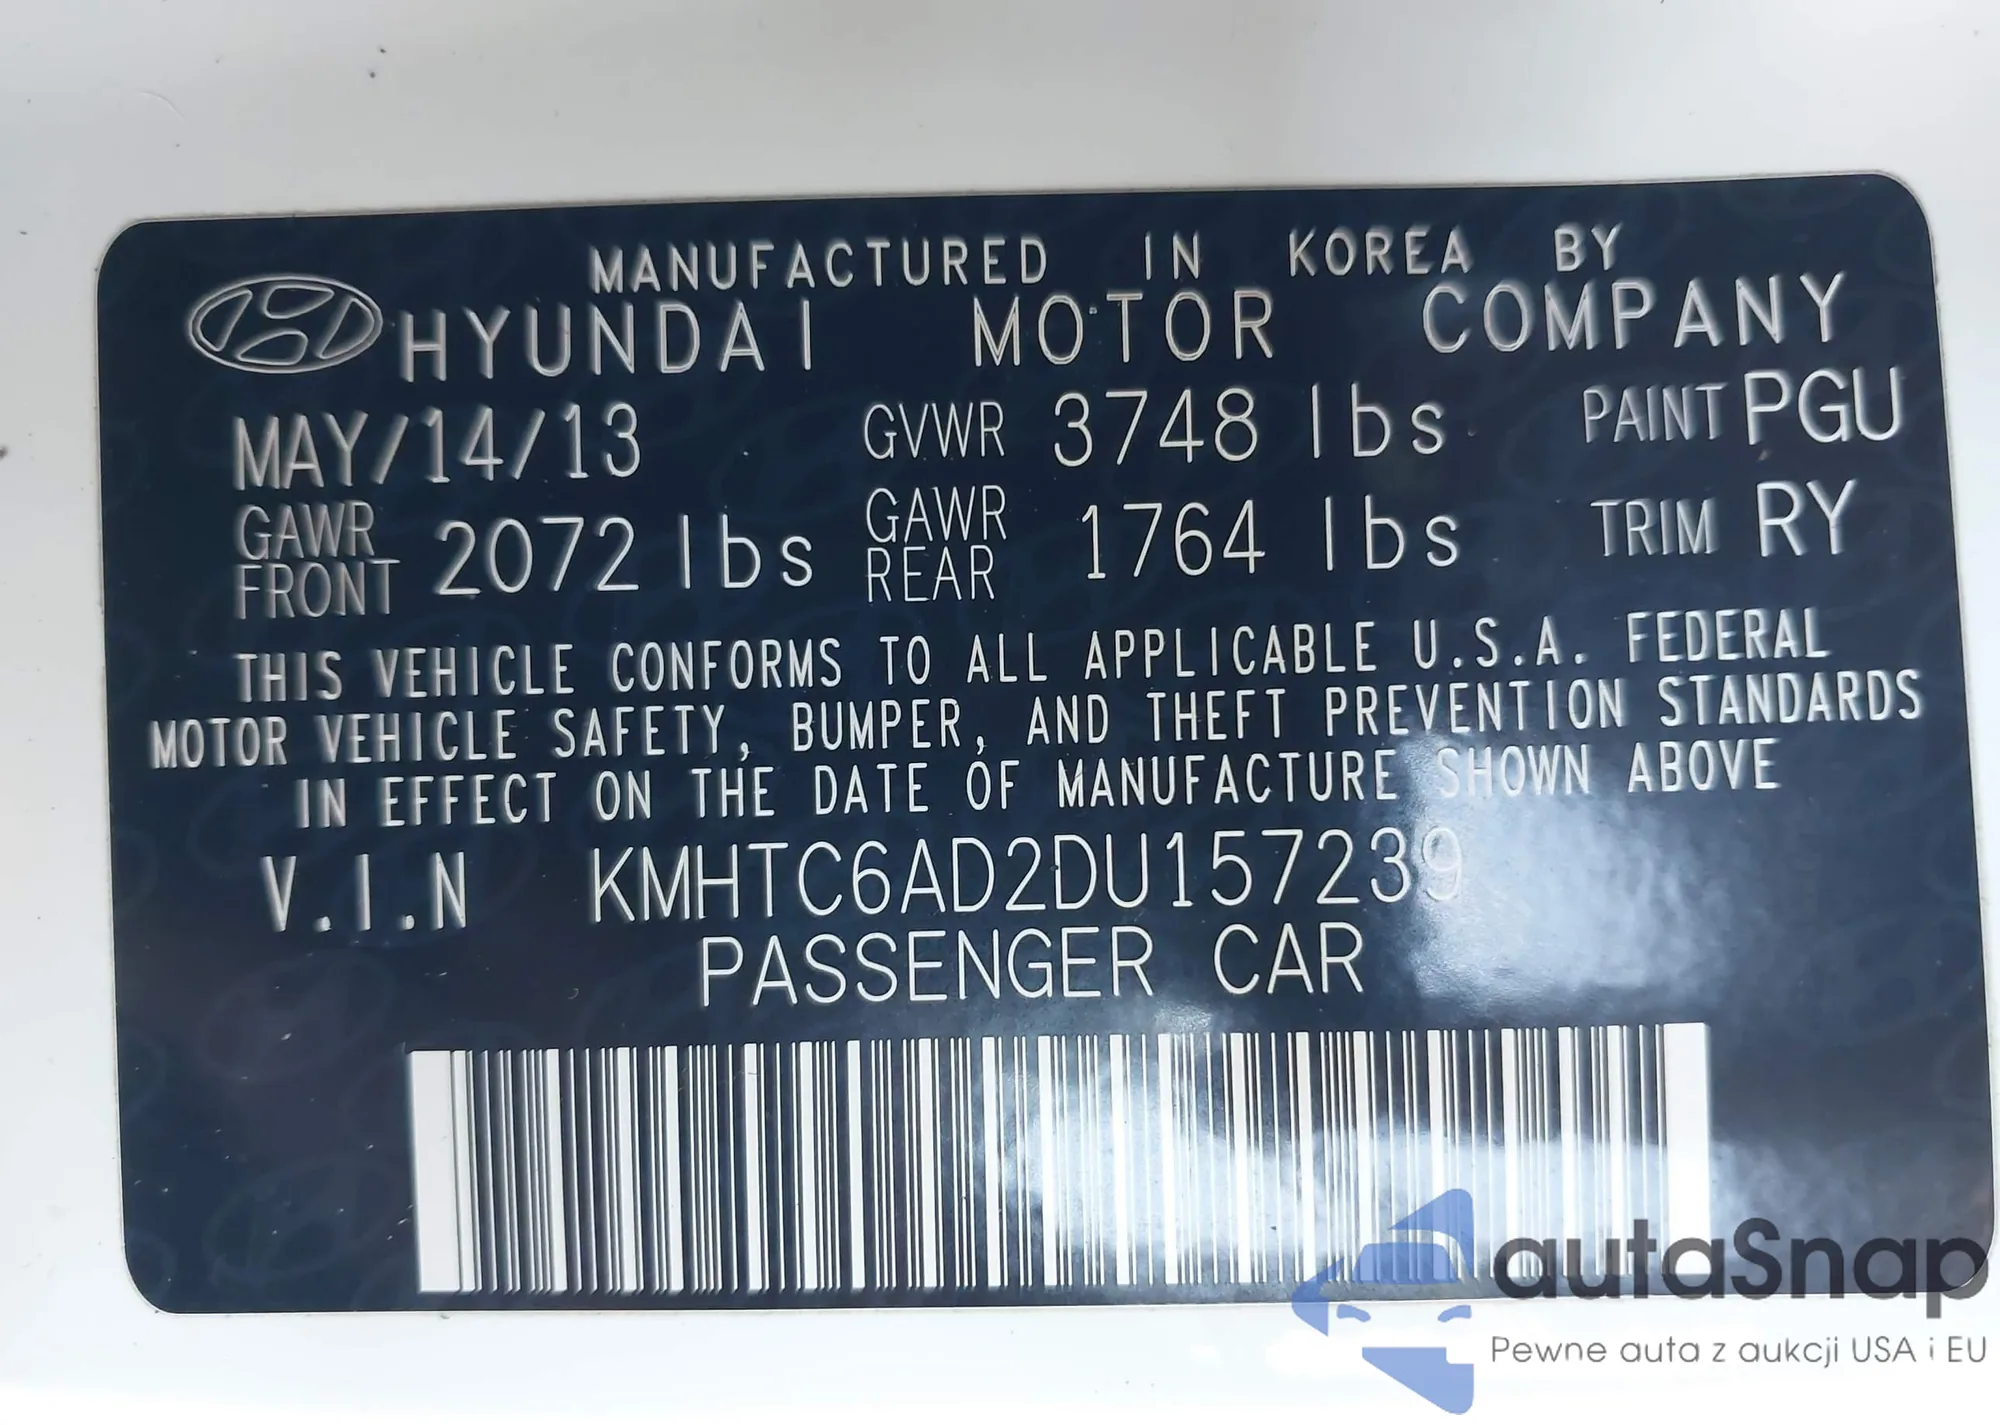 MANUFACTURED IN KOREA BY
HYUNDAI MOTOR COMPANY
MAY/14/13 GVWR 3748 lbs PAINT PGU
GAWR FRONT 2072 lbs GAWR REAR 1764 lbs TRIM RY
THIS VEHICLE CONFORMS TO ALL APPLICABLE U.S.A. FEDERAL
MOTOR VEHICLE SAFETY, BUMPER, AND THEFT PREVENTION STANDARDS
IN EFFECT ON THE DATE OF MANUFACTURE SHOWN ABOVE
V.I.N KMHTC6AD2DU157239
PASSENGER CAR
autaSnap
Pewne auta z aukcji USA i EU